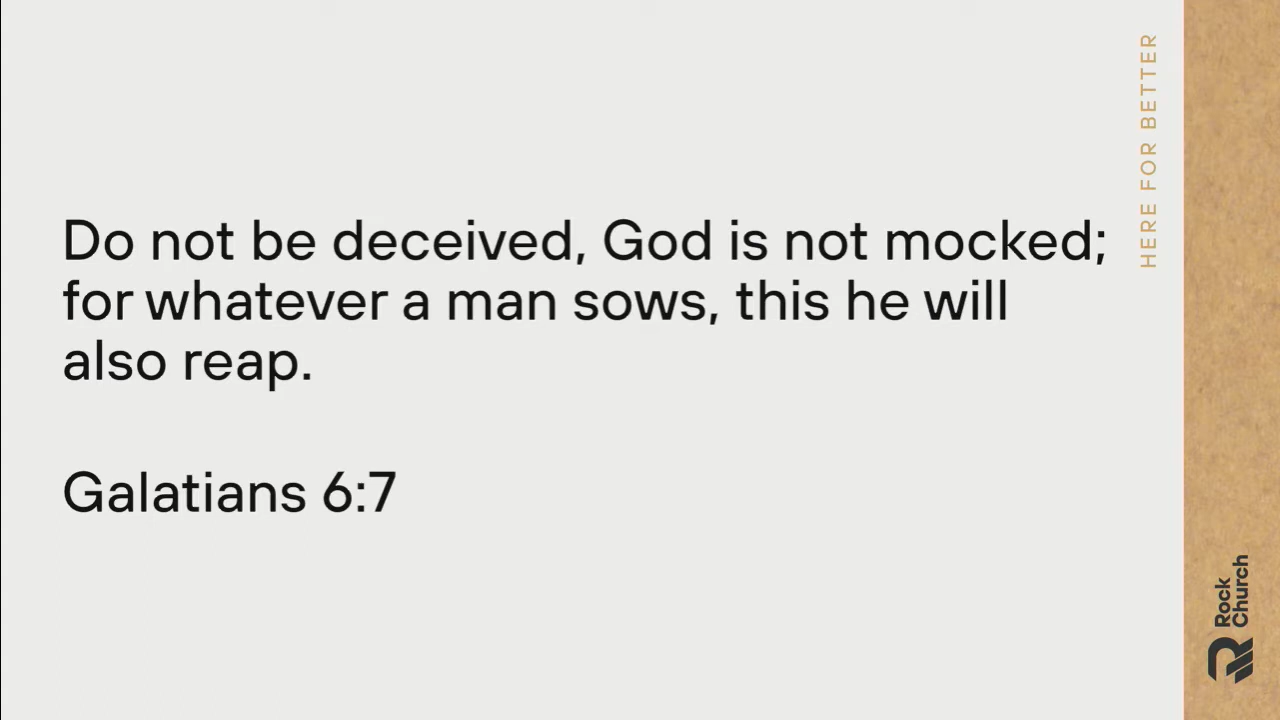 Do not be deceived, God is not mocked;
for whatever a man sows, this he will
also reap.
Galatians 6:7
HERE FOR BETTER
Rock
Church